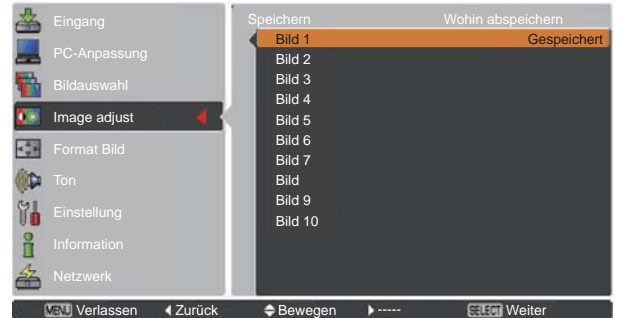 Eingang
PC-Anpassung
Bildauswahl
Image adjust
Format Bild
Ton
Einstellung
Information
Netzwerk
Speichern Wohin abspeichern
Bild 1 Gespeichert
Bild 2
Bild 3
Bild 4
Bild 5
Bild 6
Bild 7
Bild
Bild 9
Bild 10
MENU Verlassen Zurück Bewegen ----- SELECT Weiter